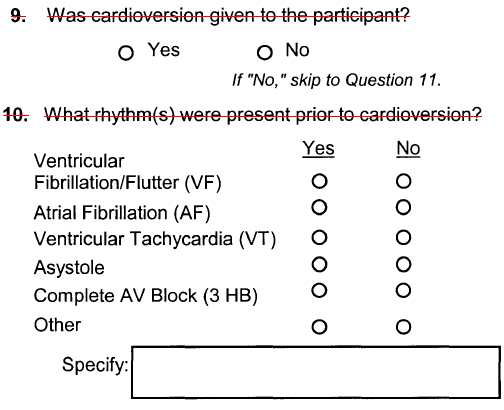 9. Was cardioversion given to the participant?
Yes No
If "No," skip to Question 11.
10. What rhythm(s) were present prior to cardioversion?
Yes No
Ventricular
Fibrillation/Flutter (VF)
Atrial Fibrillation (AF)
Ventricular Tachycardia (VT)
Asystole
Complete AV Block (3 HB)
Other
Specify: